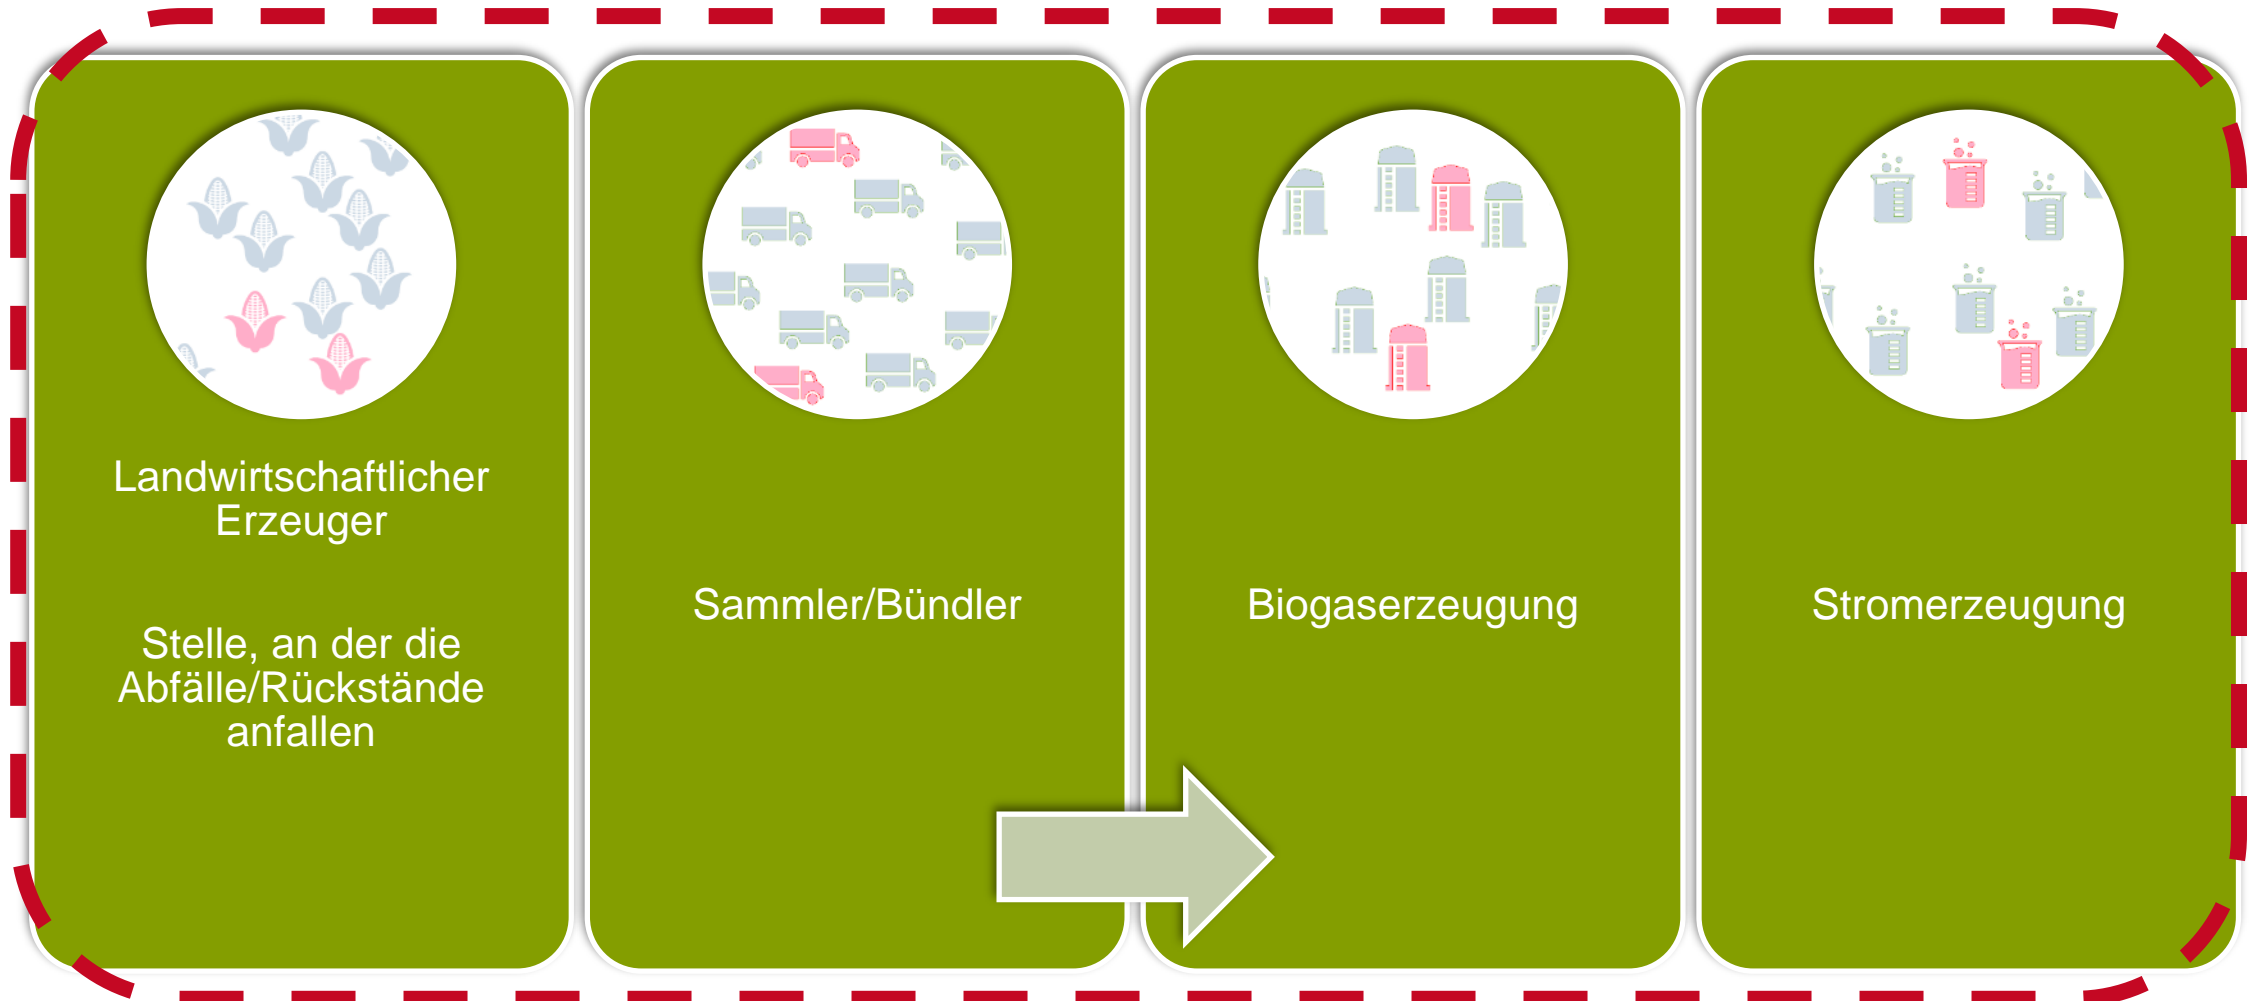 Landwirtschaftlicher
Erzeuger
Stelle, an der die
Abfälle/Rückstände
anfallen
Sammler/Bündler
Biogaserzeugung
Stromerzeugung